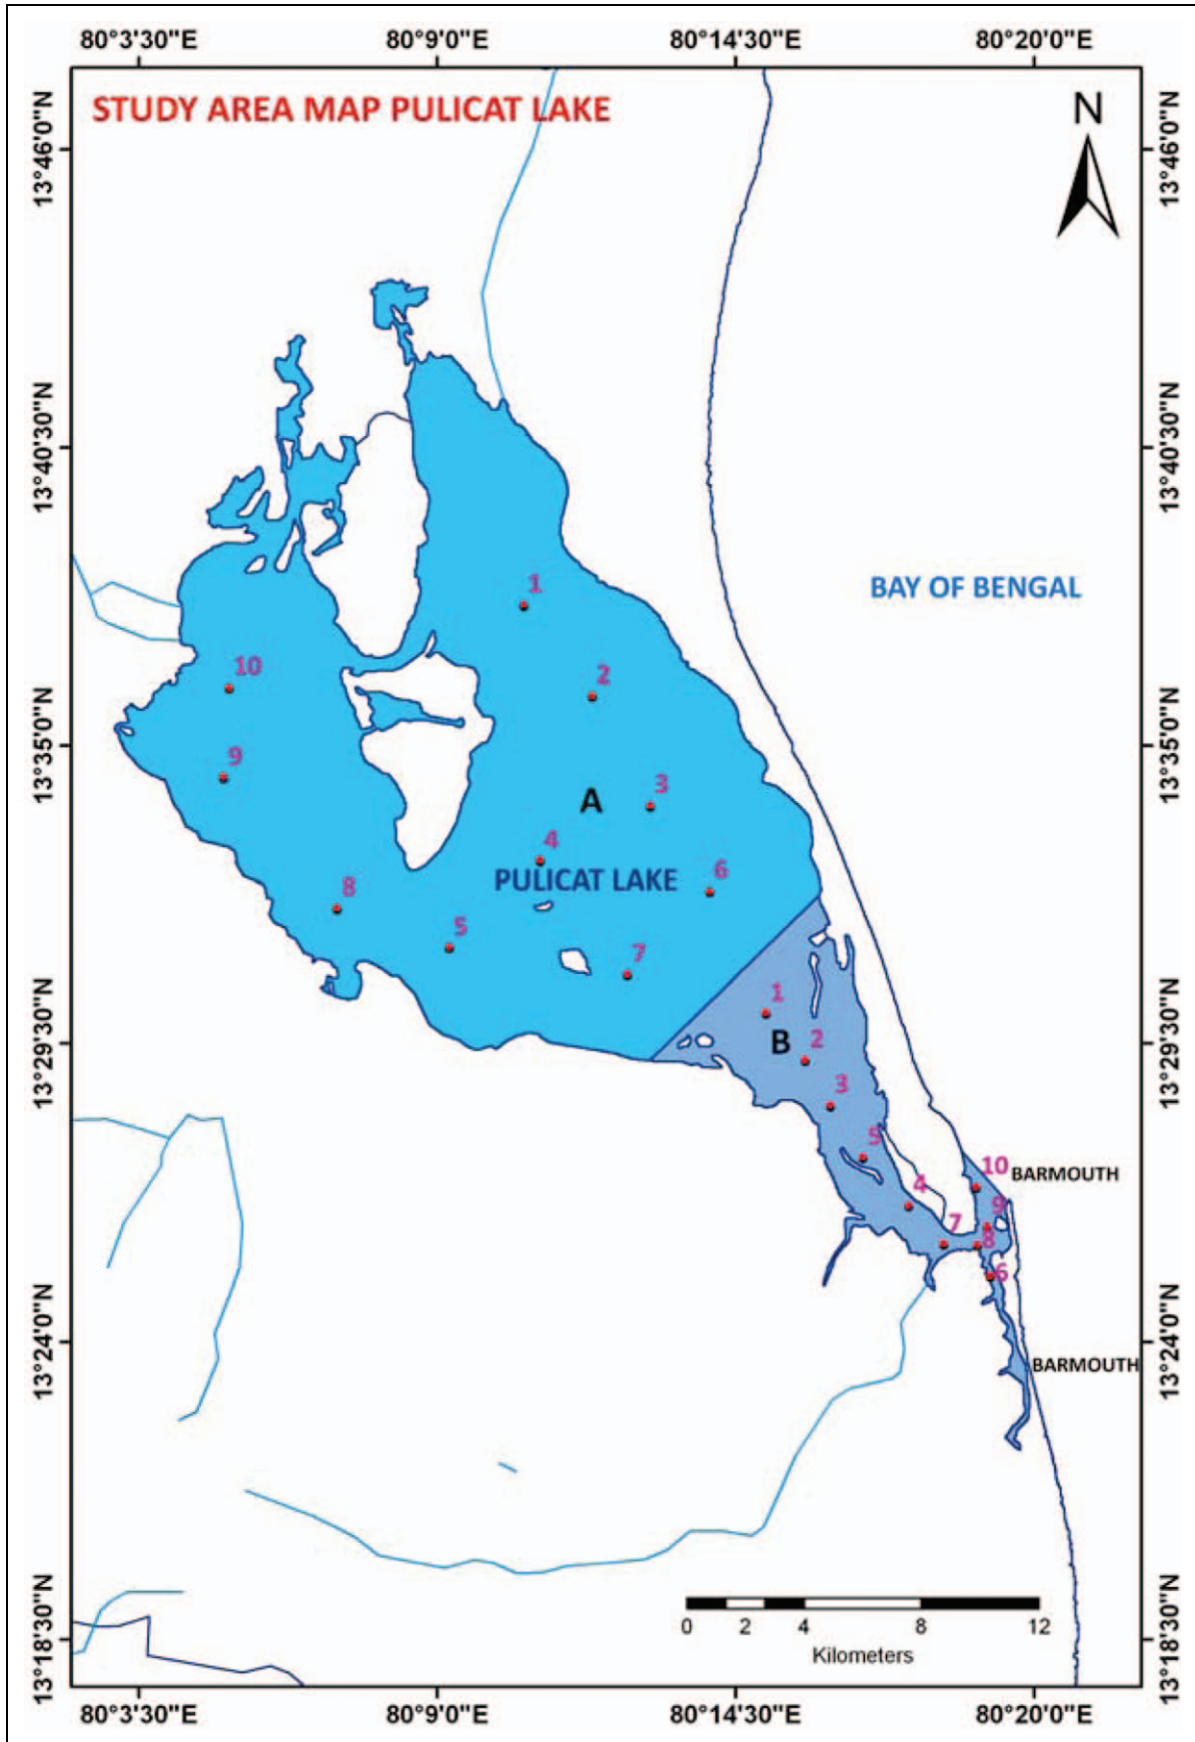 80°3'30"E 80°9'0"E 80°14'30"E 80°20'0"E
STUDY AREA MAP PULICAT LAKE
N
13°46'0"N 13°46'0"N
13°40'30"N 13°40'30"N
BAY OF BENGAL
1
10
2
13°35'0"N 13°35'0"N
9
3
A
4
PULICAT LAKE
6
8
5
7
1
13°29'30"N 13°29'30"N
B
2
3
5
10
BARMOUTH
4
9
7
8
6
13°24'0"N 13°24'0"N
BARMOUTH
0 2 4 8 12
Kilometers
13°18'30"N 13°18'30"N
80°3'30"E 80°9'0"E 80°14'30"E 80°20'0"E